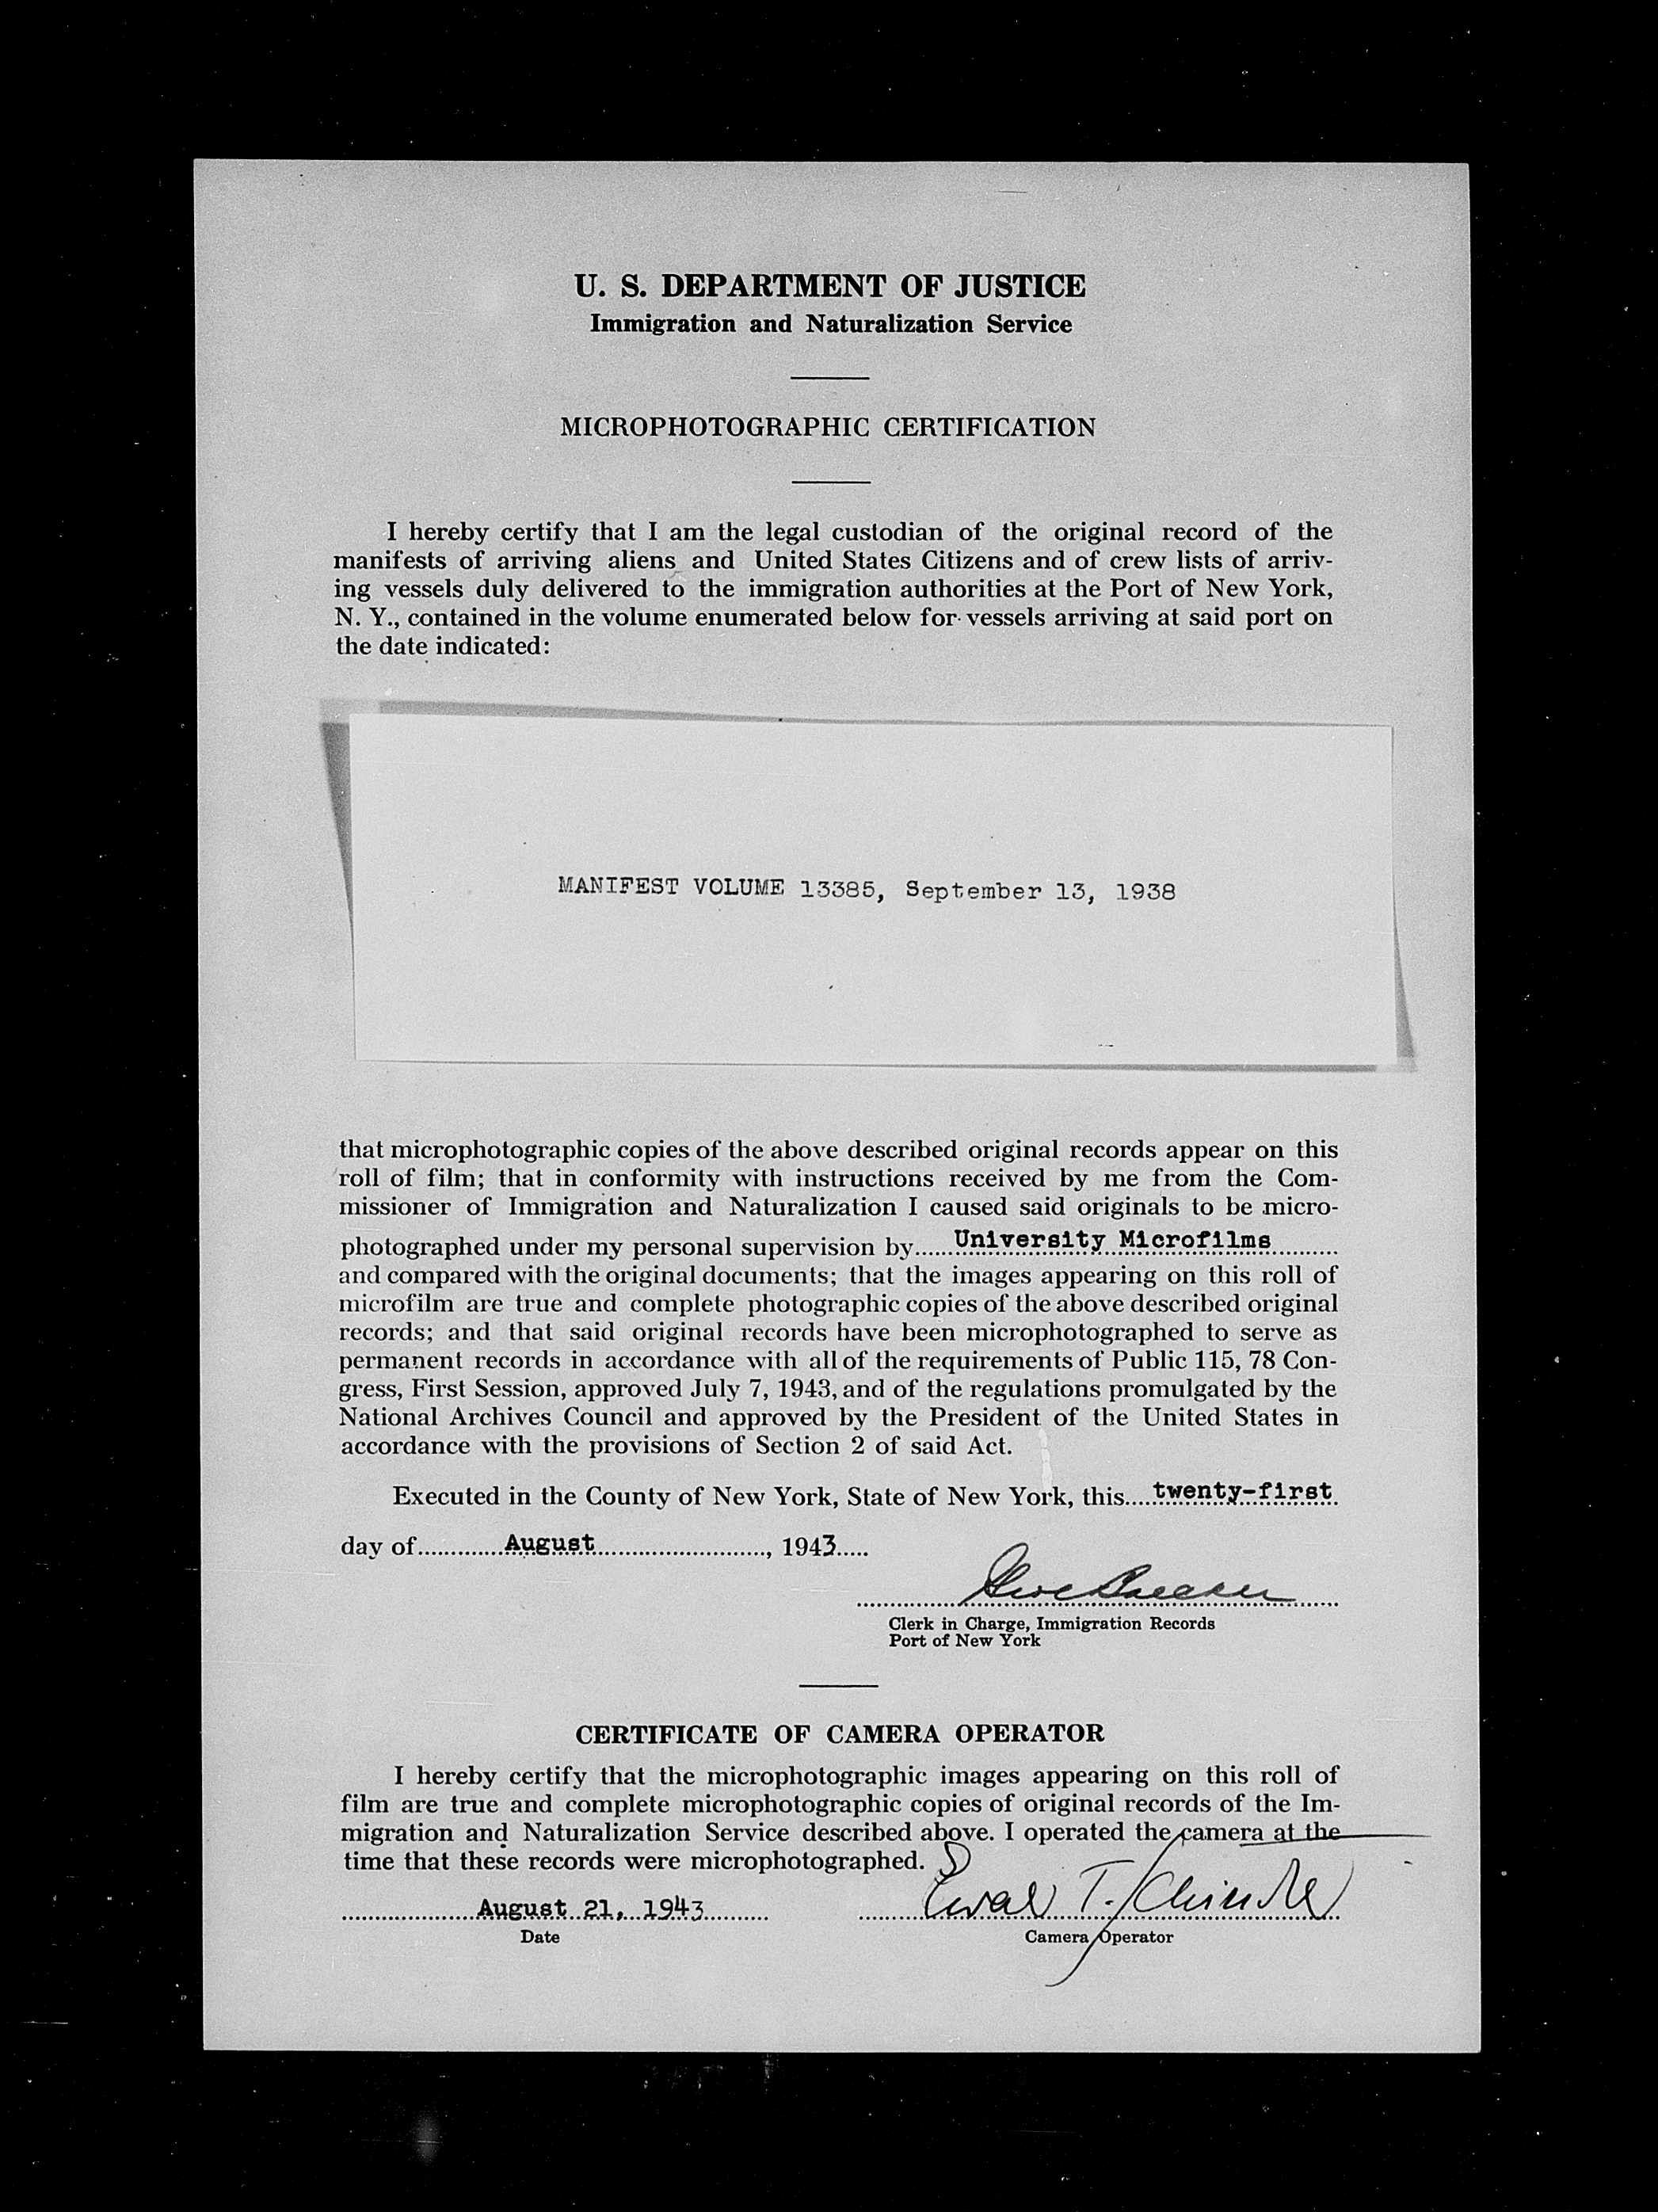 U. S. DEPARTMENT OF JUSTICE
Immigration and Naturalization Service
MICROPHOTOGRAPHIC CERTIFICATION
I hereby certify that I am the legal custodian of the original record of the
manifests of arriving aliens and United States Citizens and of crew lists of arriv-
ing vessels duly delivered to the immigration authorities at the Port of New York,
N. Y., contained in the volume enumerated below for vessels arriving at said port on
the date indicated:
MANIFEST VOLUME 13385, September 13, 1938
that microphotographic copies of the above described original records appear on this
roll of film; that in conformity with instructions received by me from the Com-
missioner of Immigration and Naturalization I caused said originals to be micro-
photographed under my personal supervision by......University Microfilms..........
and compared with the original documents; that the images appearing on this roll of
microfilm are true and complete photographic copies of the above described original
records; and that said original records have been microphotographed to serve as
permanent records in accordance with all of the requirements of Public 115, 78 Con-
gress, First Session, approved July 7, 1943, and of the regulations promulgated by the
National Archives Council and approved by the President of the United States in
accordance with the provisions of Section 2 of said Act.
Executed in the County of New York, State of New York, this....twenty-first.
day of.............August.........................., 1943.....
Clerk in Charge, Immigration Records
Port of New York
CERTIFICATE OF CAMERA OPERATOR
I hereby certify that the microphotographic images appearing on this roll of
film are true and complete microphotographic copies of original records of the Im-
migration and Naturalization Service described above. I operated the camera at the
time that these records were microphotographed.
August 21, 1943
T.
Date
Camera Operator